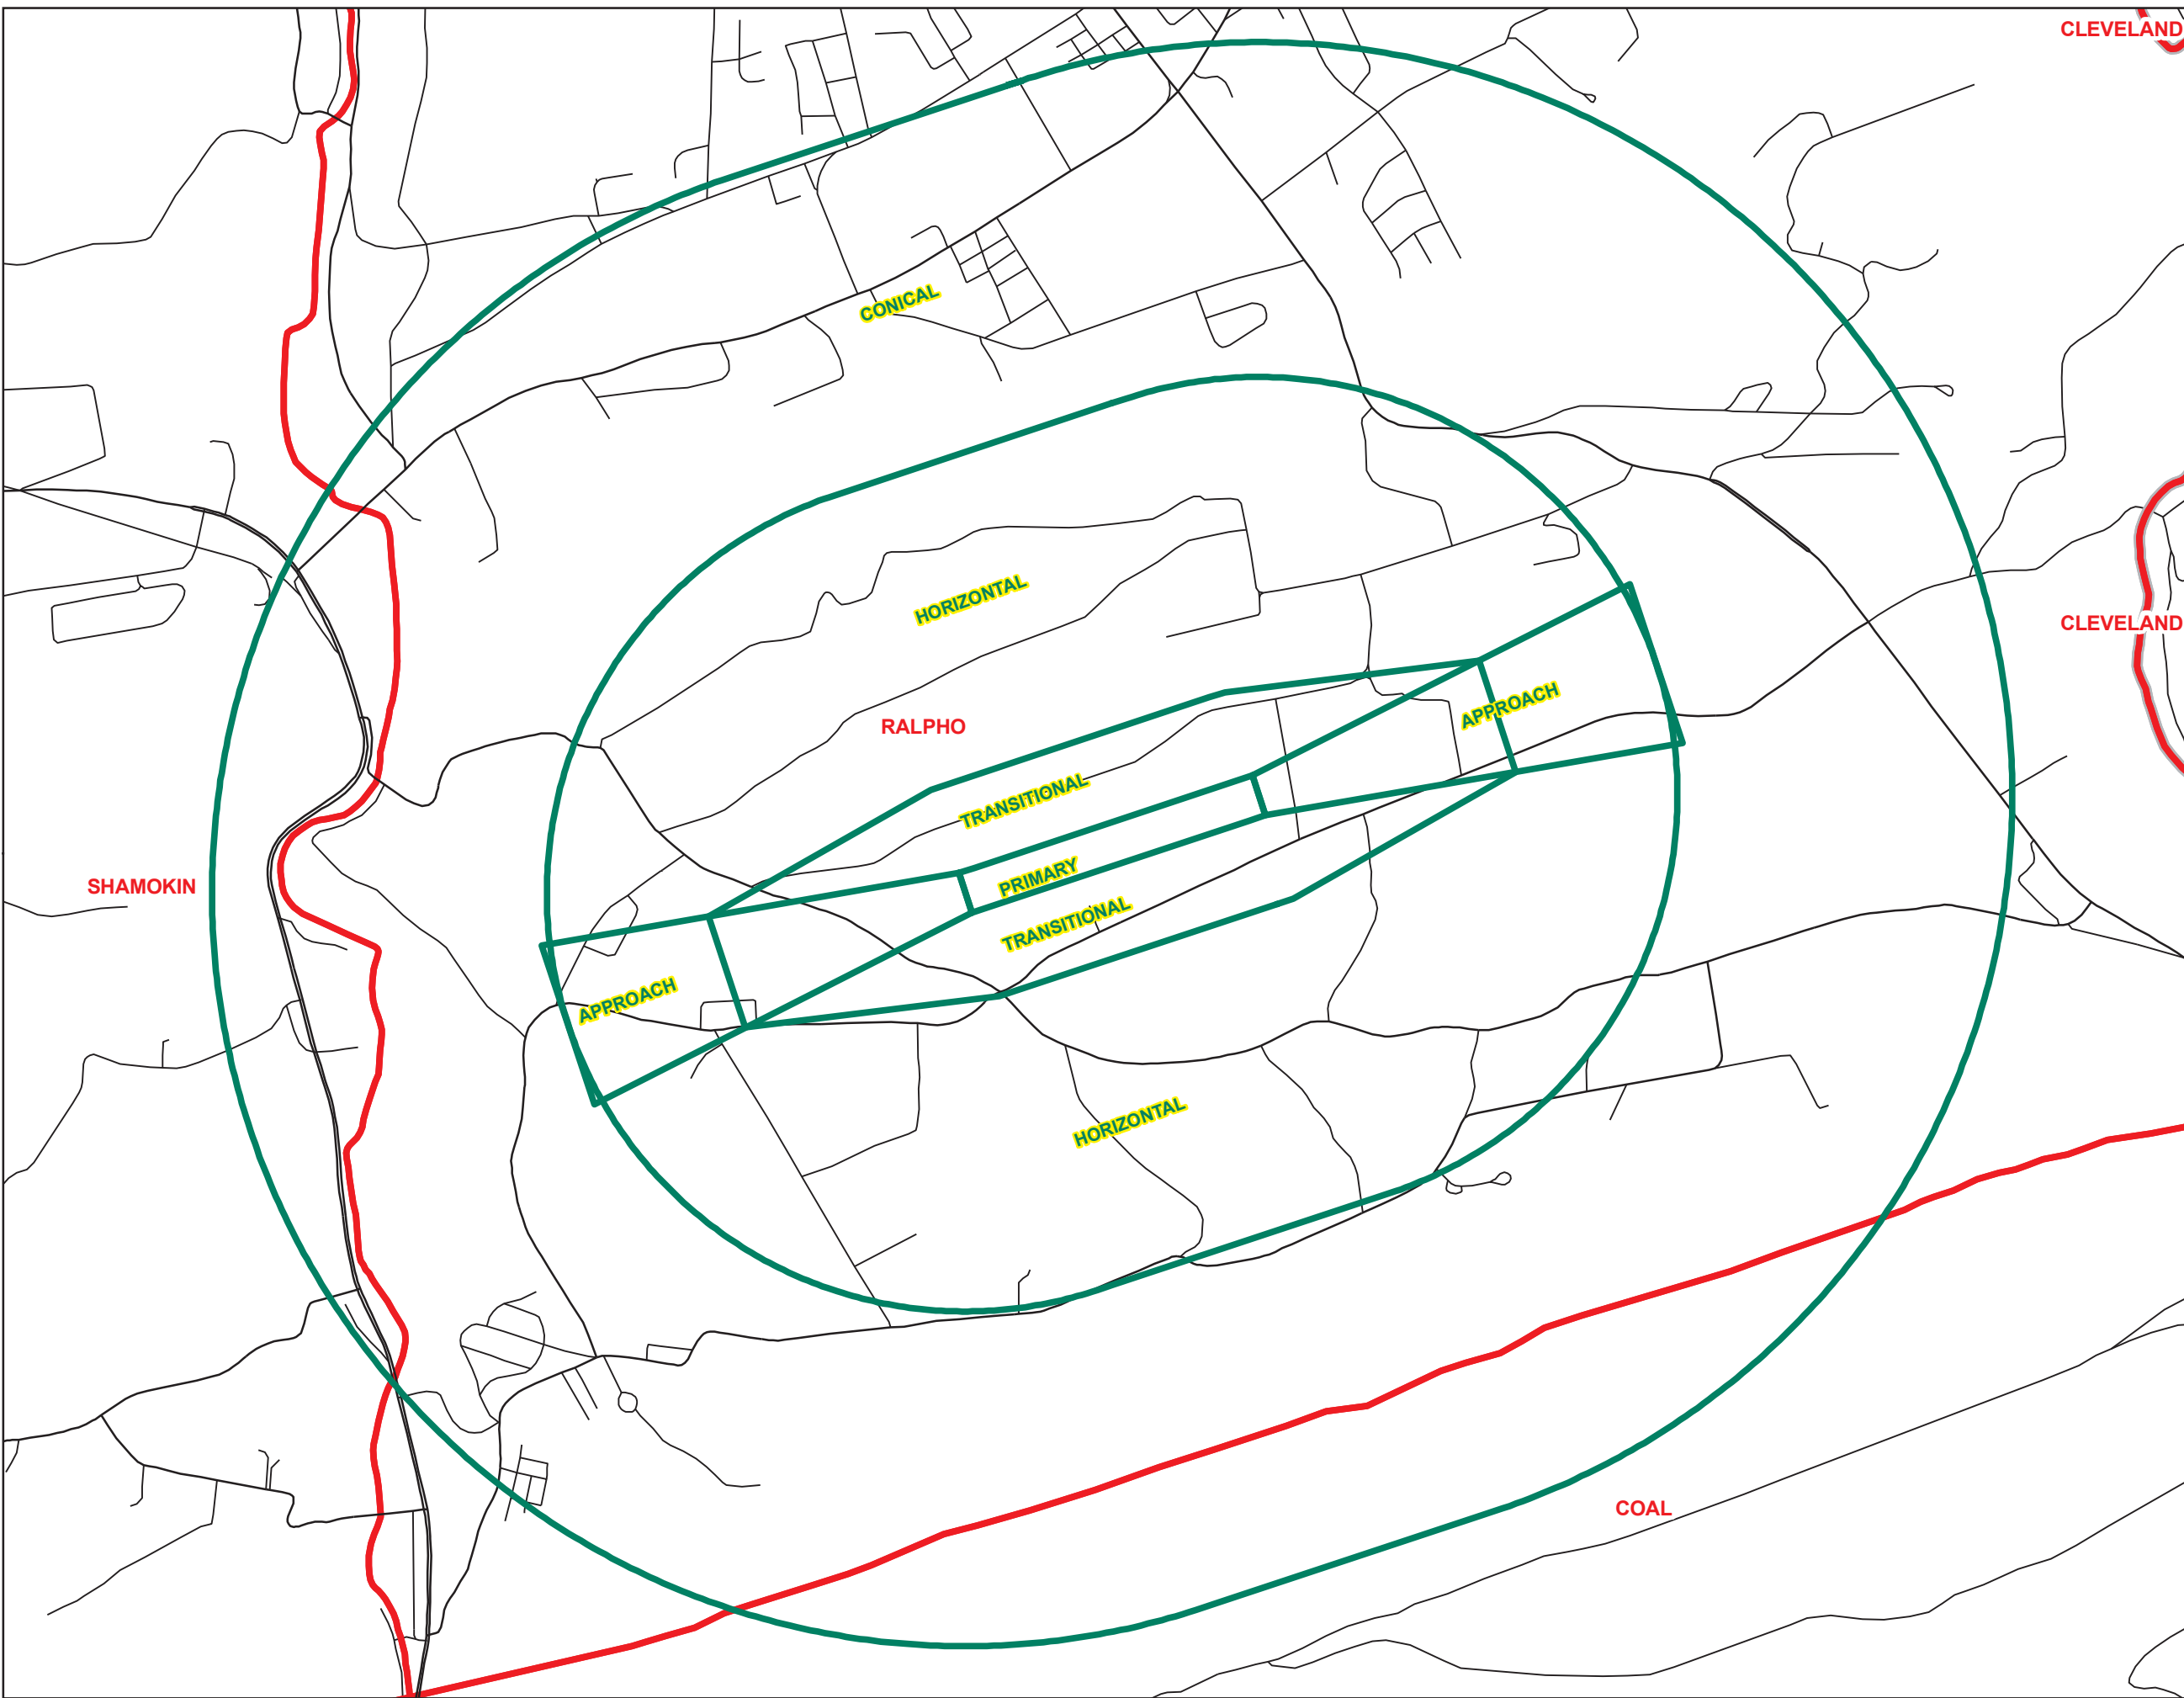 CLEVELAND
CONICAL
HORIZONTAL
CLEVELAND
APPROACH
RALPHO
TRANSITIONAL
PRIMARY
SHAMOKIN
TRANSITIONAL
APPROACH
HORIZONTAL
COAL